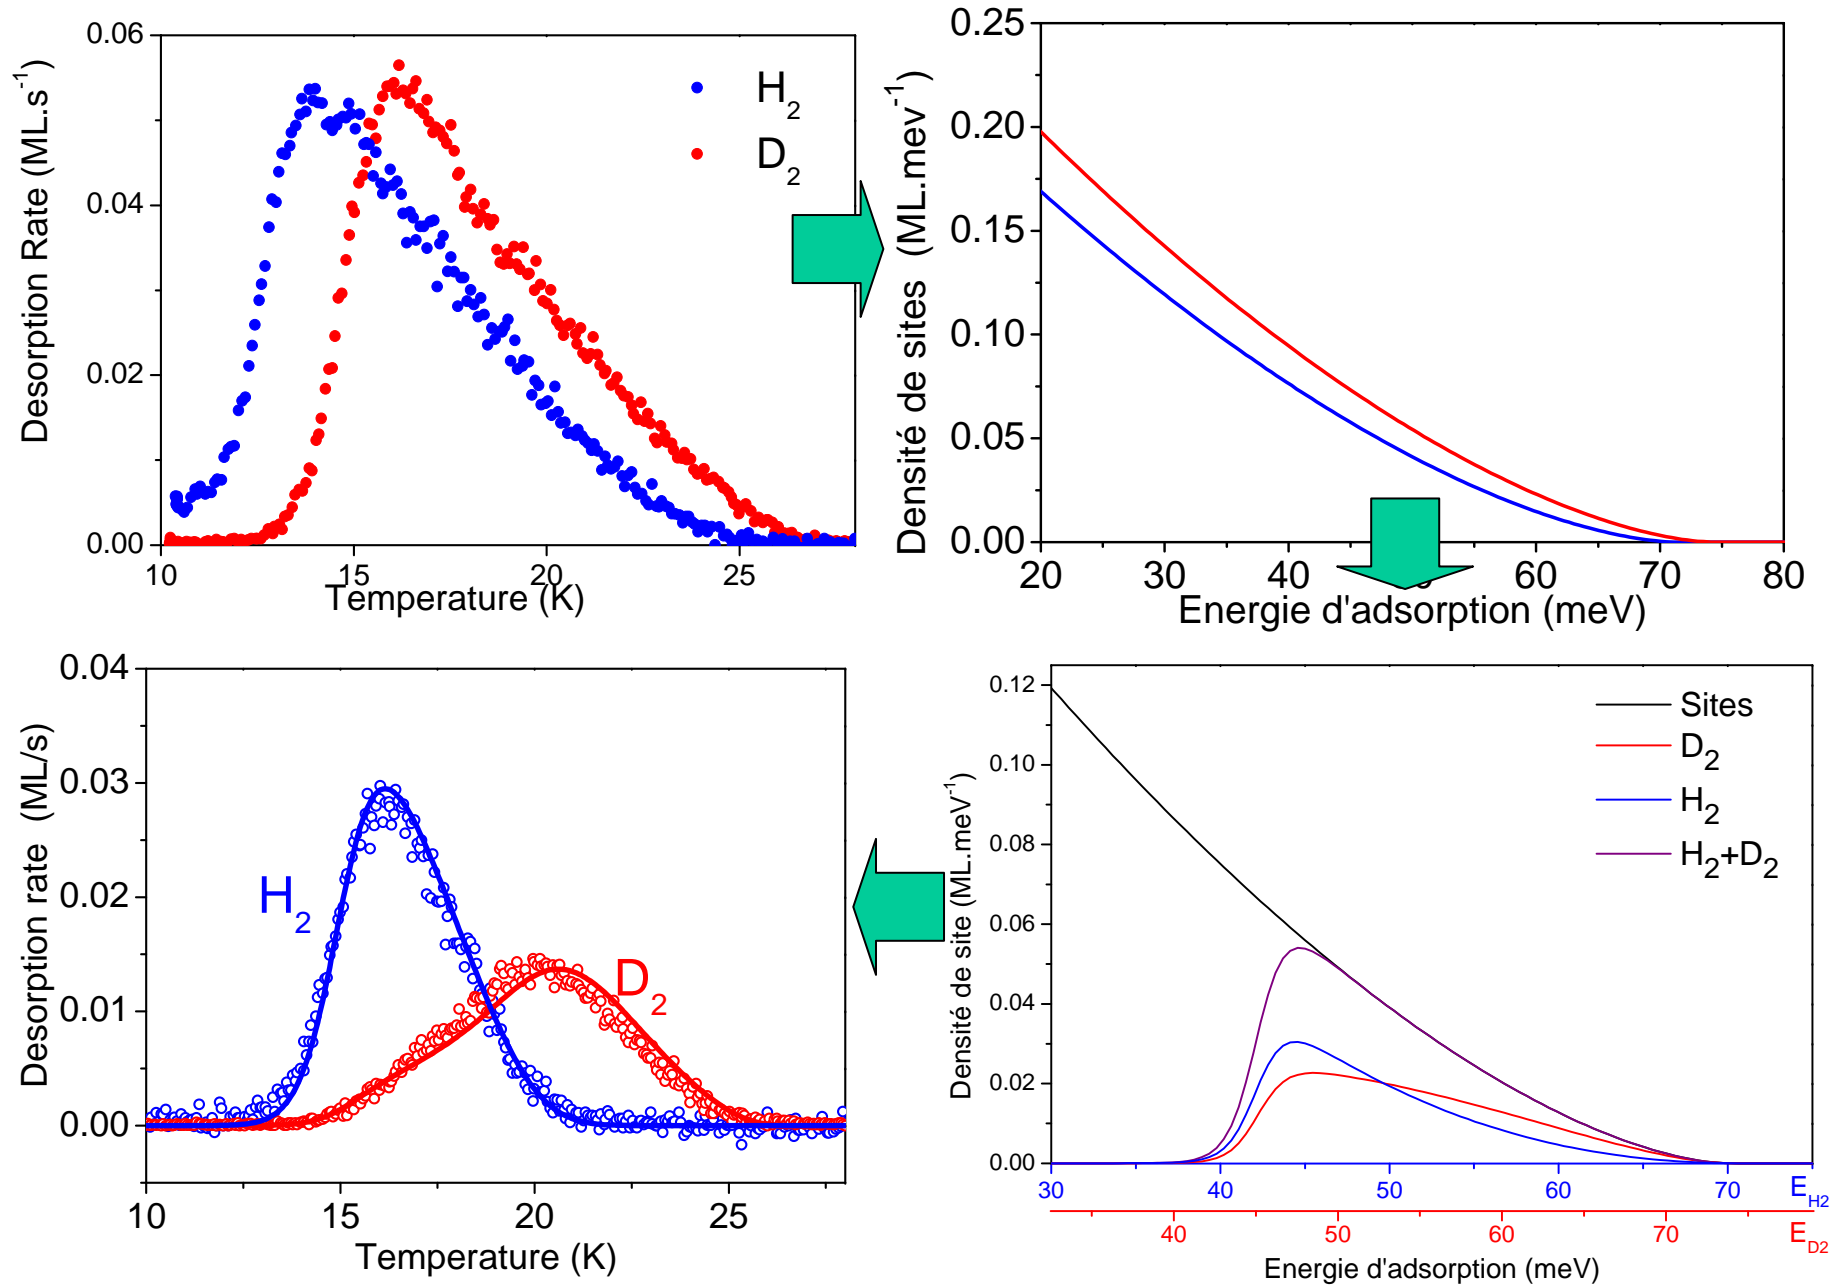 0.06
0.04
0.02
0.00
10
15
20
25
Desorption Rate (ML.s-1)
Temperature (K)
H2
D2
0.25
0.20
0.15
0.10
0.05
0.00
20
30
40
60
70
80
Densité de sites (ML.mev-1)
Energie d'adsorption (meV)
0.04
0.03
0.02
0.01
0.00
10
15
20
25
Desorption rate (ML/s)
Temperature (K)
H2
D2
0.12
0.10
0.08
0.06
0.04
0.02
0.00
Densité de site (ML.meV-1)
Sites
D2
H2
H2+D2
30
40
50
60
70
EH2
40
50
60
70
ED2
Energie d'adsorption (meV)